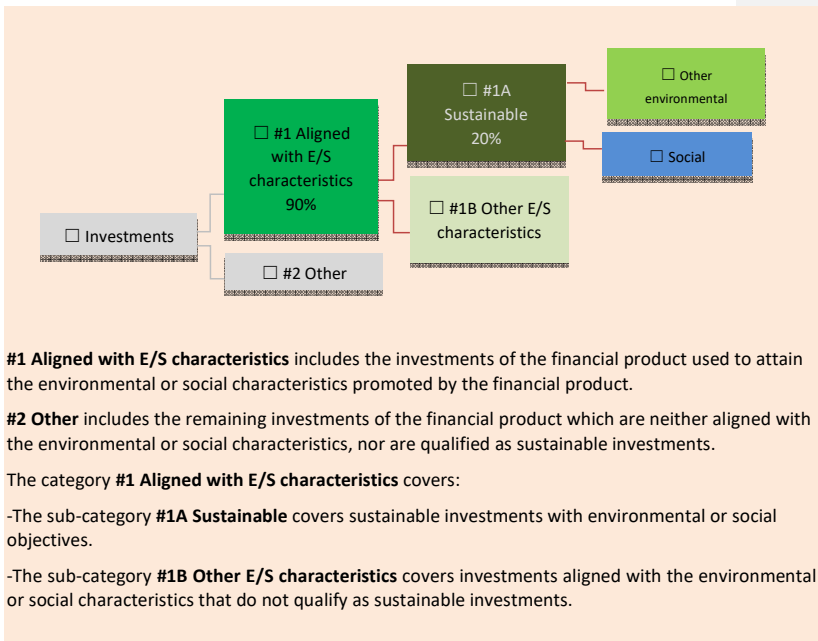 ☐ Investments
☐ #1 Aligned
with E/S
characteristics
90%
☐ #2 Other
☐ #1A
Sustainable
20%
☐ #1B Other E/S
characteristics
☐ Other
environmental
☐ Social
#1 Aligned with E/S characteristics includes the investments of the financial product used to attain
the environmental or social characteristics promoted by the financial product.
#2 Other includes the remaining investments of the financial product which are neither aligned with
the environmental or social characteristics, nor are qualified as sustainable investments.
The category #1 Aligned with E/S characteristics covers:
-The sub-category #1A Sustainable covers sustainable investments with environmental or social
objectives.
-The sub-category #1B Other E/S characteristics covers investments aligned with the environmental
or social characteristics that do not qualify as sustainable investments.